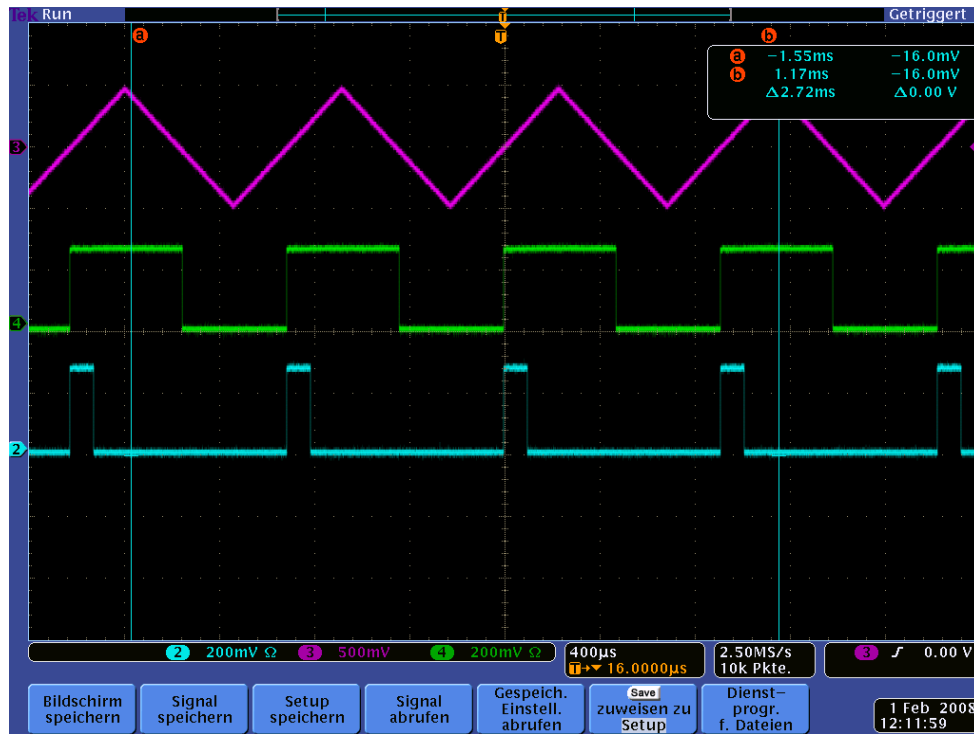 Tek Run
T
Getriggert
a
T
b
a −1.55ms −16.0mV
b 1.17ms −16.0mV
Δ2.72ms Δ0.00 V
3
4
2
2 200mV Ω 3 500mV 4 200mV Ω
400µs
T→▾ 16.0000µs
2.50MS/s
10k Pkte.
3 ʃ 0.00 V
Bildschirm
speichern
Signal
speichern
Setup
speichern
Signal
abrufen
Gespeich.
Einstell.
abrufen
Save
zuweisen zu
Setup
Dienst−
progr.
f. Dateien
1 Feb 2008
12:11:59